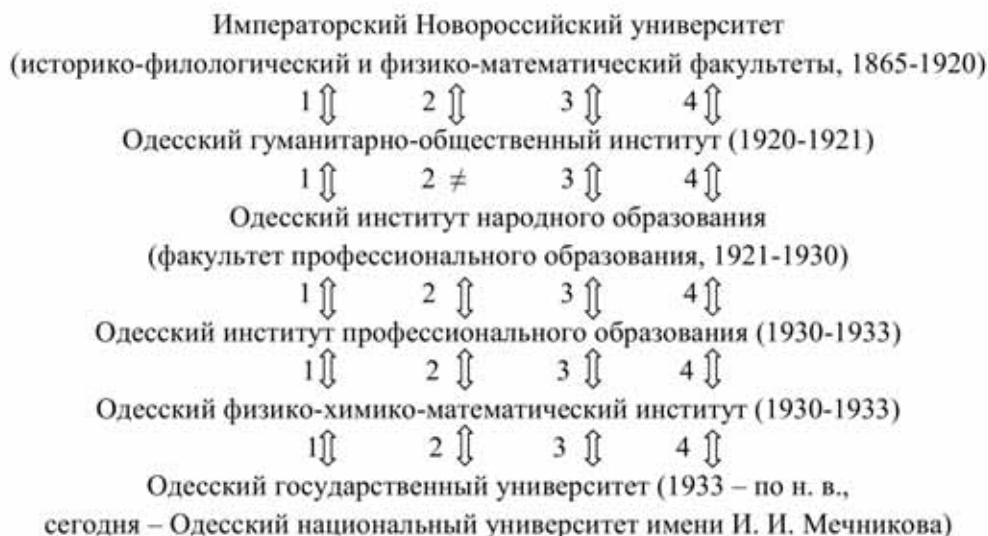 Императорский Новороссийский университет
(историко-филологический и физико-математический факультеты, 1865-1920)
1⇕ 2⇕ 3⇕ 4⇕
Одесский гуманитарно-общественный институт (1920-1921)
1⇕ 2 ≠ 3⇕ 4⇕
Одесский институт народного образования
(факультет профессионального образования, 1921-1930)
1⇕ 2 ⇕ 3⇕ 4⇕
Одесский институт профессионального образования (1930-1933)
1⇕ 2 ⇕ 3 ⇕ 4⇕
Одесский физико-химико-математический институт (1930-1933)
1⇕ 2 ⇕ 3 ⇕ 4⇕
Одесский государственный университет (1933 – по н. в.,
сегодня – Одесский национальный университет имени И. И. Мечникова)